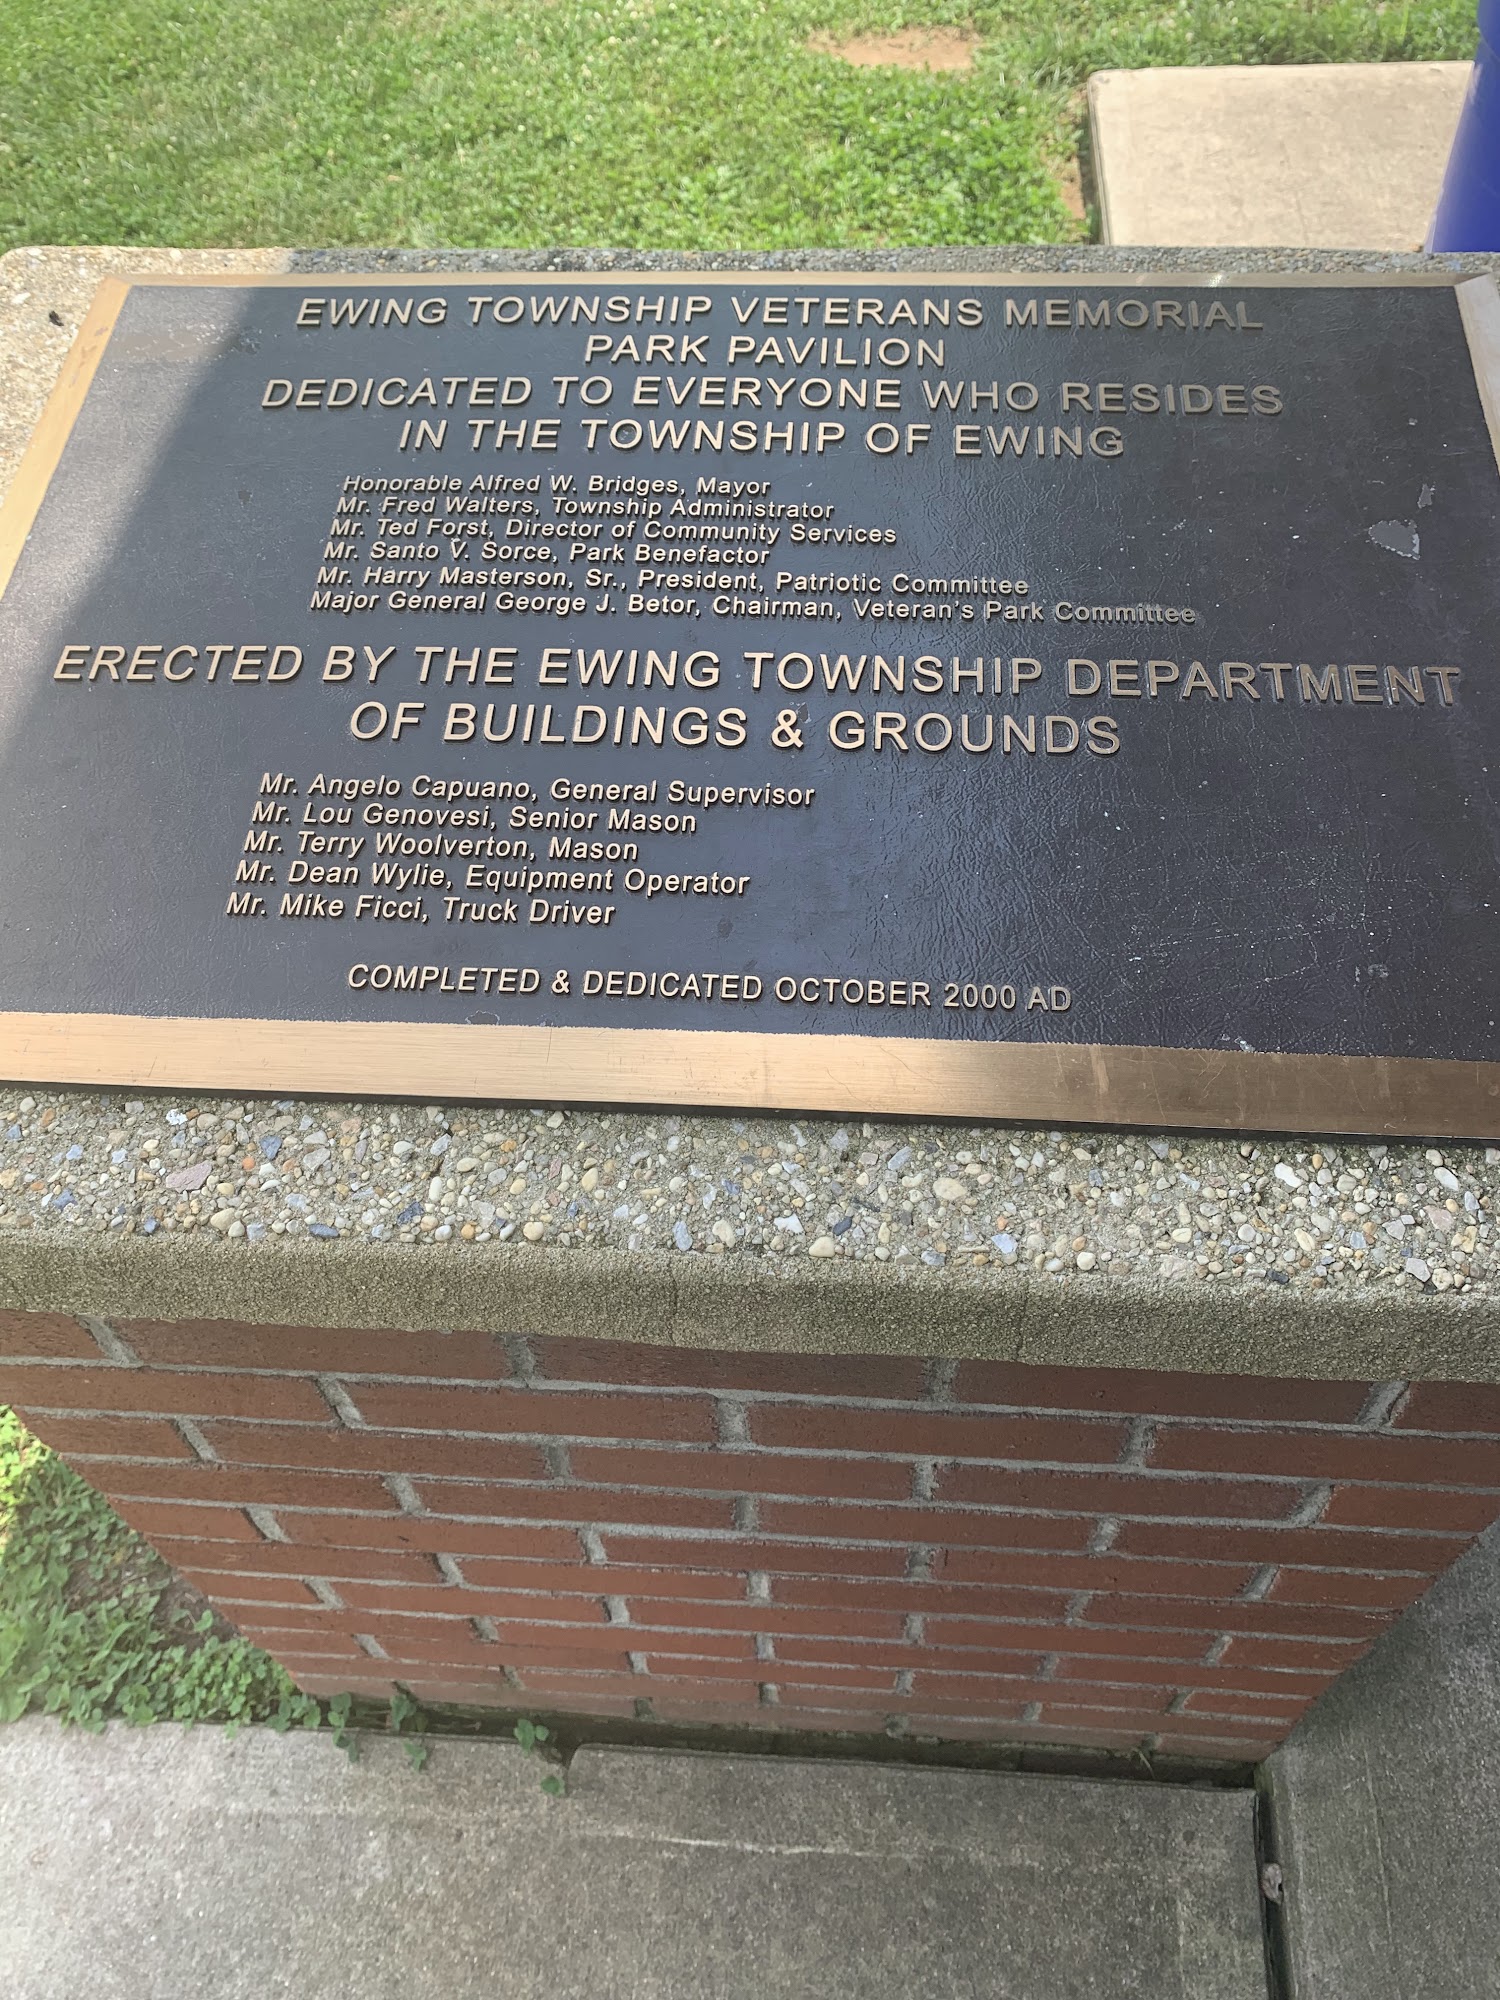 EWING TOWNSHIP VETERANS MEMORIAL
PARK PAVILION
DEDICATED TO EVERYONE WHO RESIDES
IN THE TOWNSHIP OF EWING
Honorable Alfred W. Bridges, Mayor
Mr. Fred Walters, Township Administrator
Mr. Ted Forst, Director of Community Services
Mr. Santo V. Sorce, Park Benefactor
Mr. Harry Masterson, Sr., President, Patriotic Committee
Major General George J. Betor, Chairman, Veteran's Park Committee
ERECTED BY THE EWING TOWNSHIP DEPARTMENT
OF BUILDINGS & GROUNDS
Mr. Angelo Capuano, General Supervisor
Mr. Lou Genovesi, Senior Mason
Mr. Terry Woolverton, Mason
Mr. Dean Wylie, Equipment Operator
Mr. Mike Ficci, Truck Driver
COMPLETED & DEDICATED OCTOBER 2000 AD